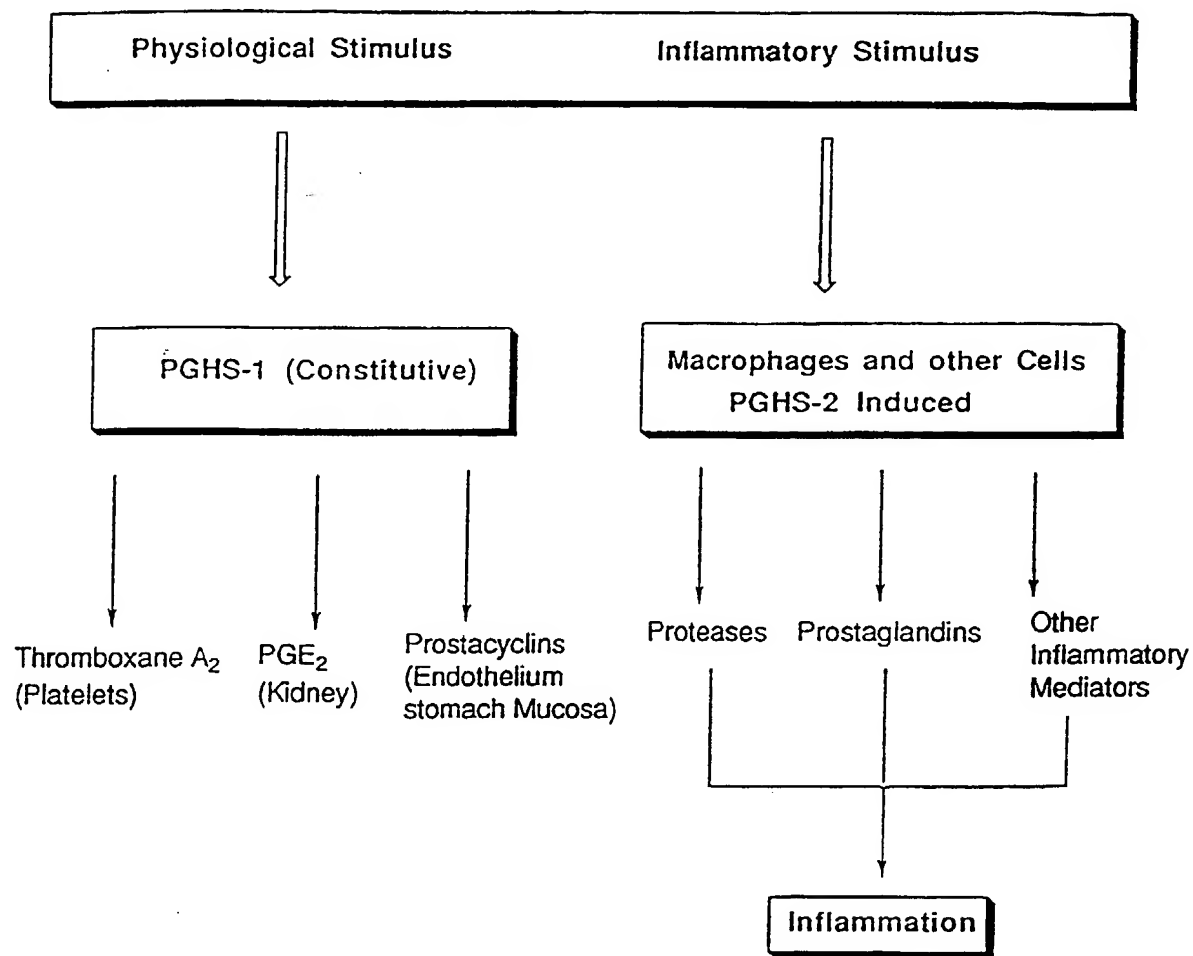 Physiological Stimulus
Inflammatory Stimulus
PGHS-1 (Constitutive)
Macrophages and other Cells
PGHS-2 Induced
Thromboxane A₂
(Platelets)
PGE₂
(Kidney)
Prostacyclins
(Endothelium
stomach Mucosa)
Proteases
Prostaglandins
Other
Inflammatory
Mediators
Inflammation